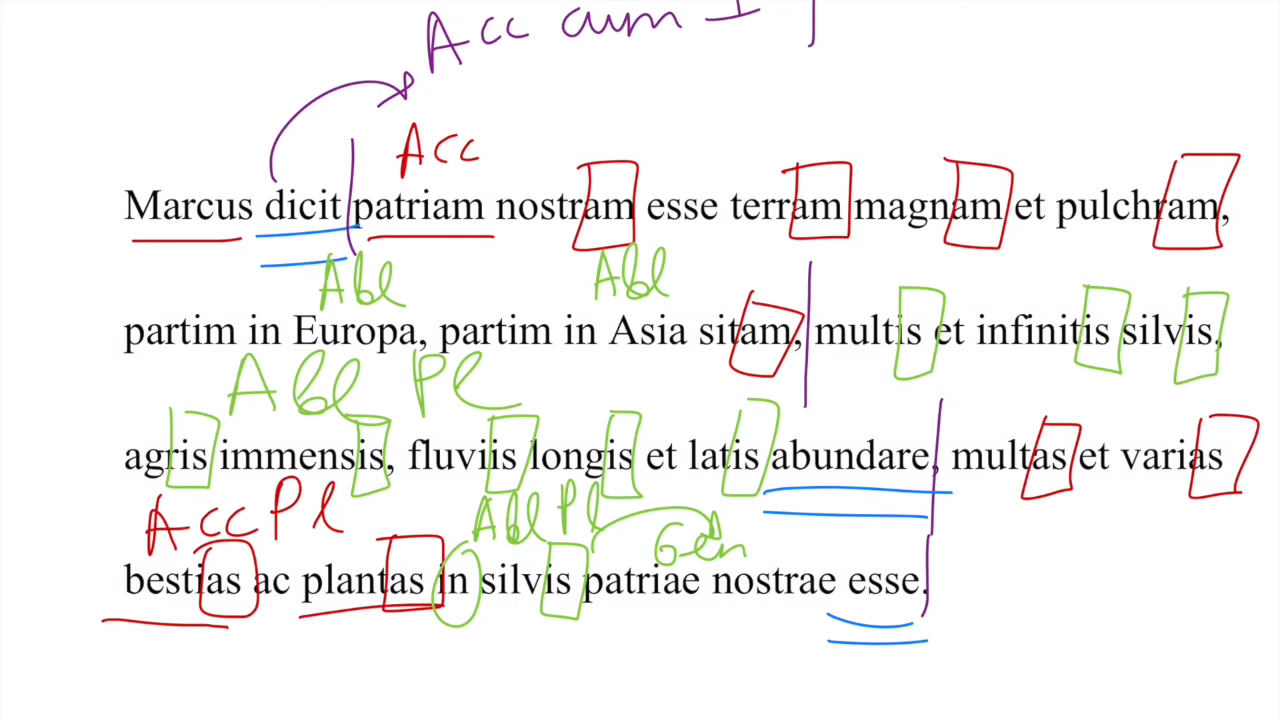 Acc cum I
Acc
Marcus dicit patriam nostram esse terram magnam et pulchram,
Abl Abl
partim in Europa, partim in Asia sitam, multis et infinitis silvis,
Abl Pl
agris immensis, fluviis longis et latis abundare, multas et varias
Acc Pl Abl Pl Gen
bestias ac plantas in silvis patriae nostrae esse.